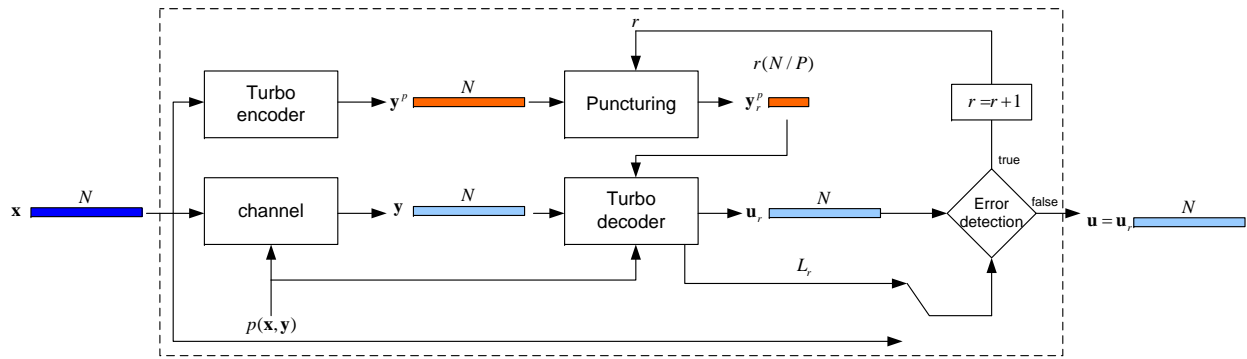 r
r(N / P)
Turbo
encoder
y^p
N
Puncturing
y_r^p
r = r + 1
true
x
N
channel
y
N
Turbo
decoder
u_r
N
Error
detection
false
u = u_r
N
L_r
p(x, y)